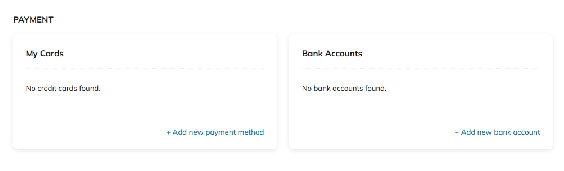 PAYMENT
My Cards
No credit cards found.
+ Add new payment method
Bank Accounts
No bank accounts found.
+ Add new bank account